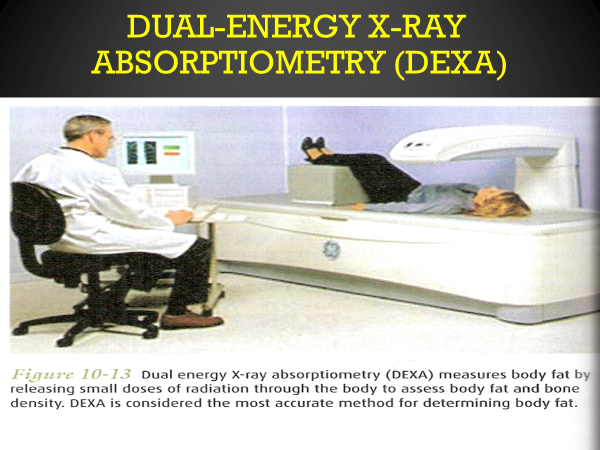 DUAL-ENERGY X-RAY
ABSORPTIOMETRY (DEXA)
Figure 10-13 Dual energy X-ray absorptiometry (DEXA) measures body fat by
releasing small doses of radiation through the body to assess body fat and bone
density. DEXA is considered the most accurate method for determining body fat.